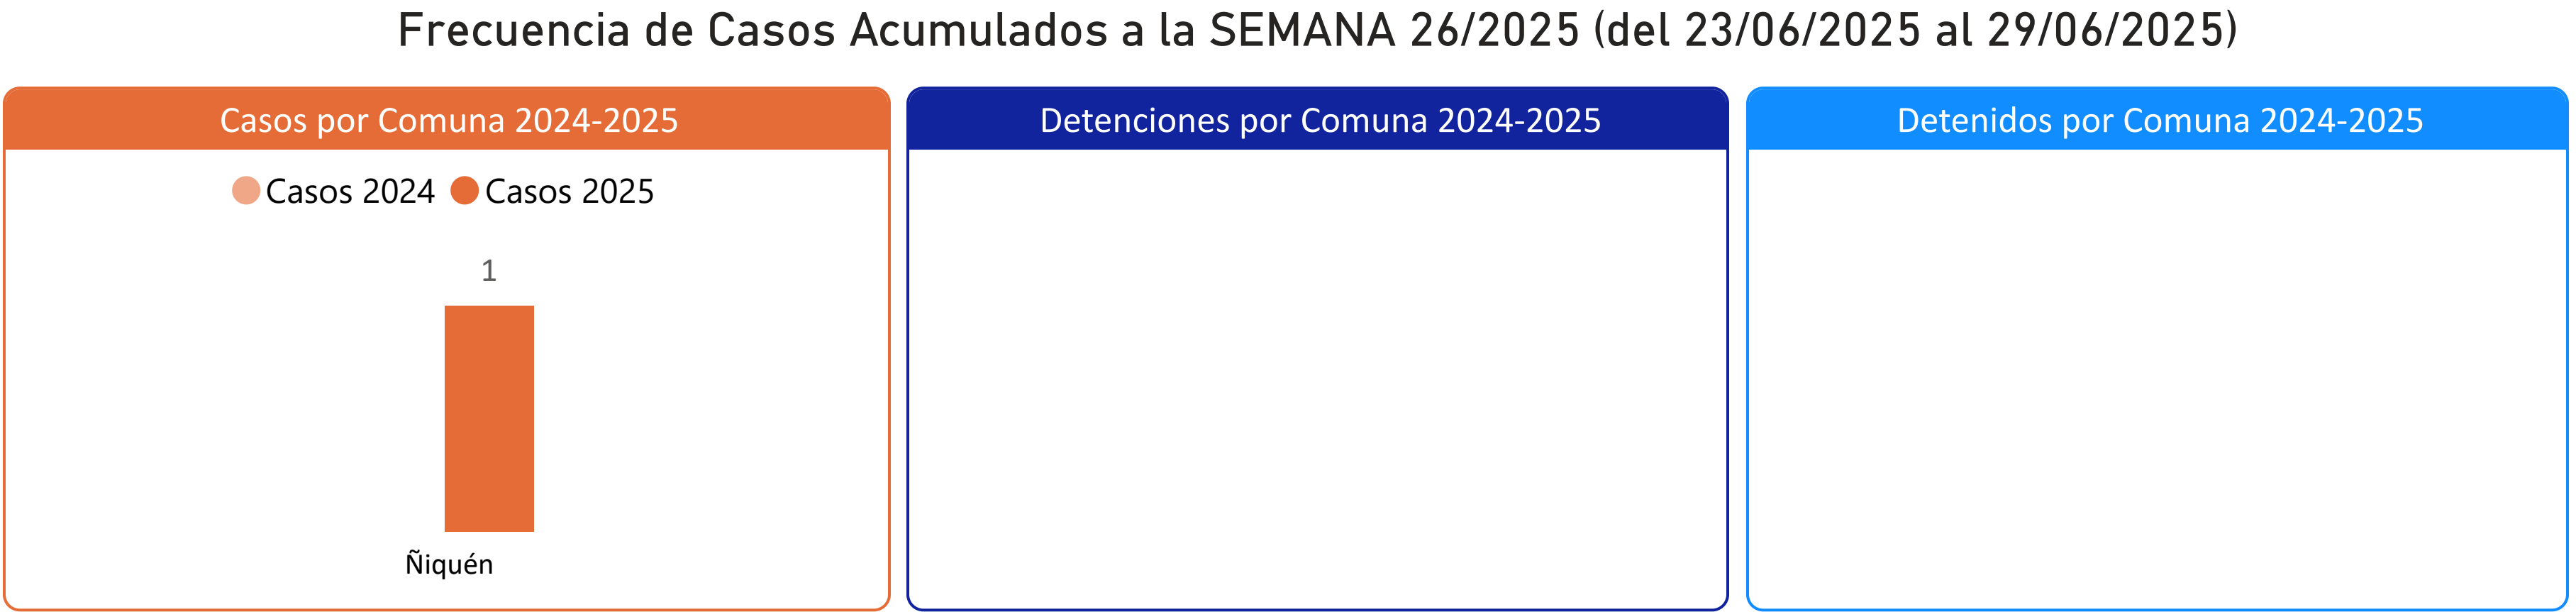 Frecuencia de Casos Acumulados a la SEMANA 26/2025 (del 23/06/2025 al 29/06/2025)
Casos por Comuna 2024-2025
Casos 2024 Casos 2025
1
Ñiquén
Detenciones por Comuna 2024-2025
Detenidos por Comuna 2024-2025